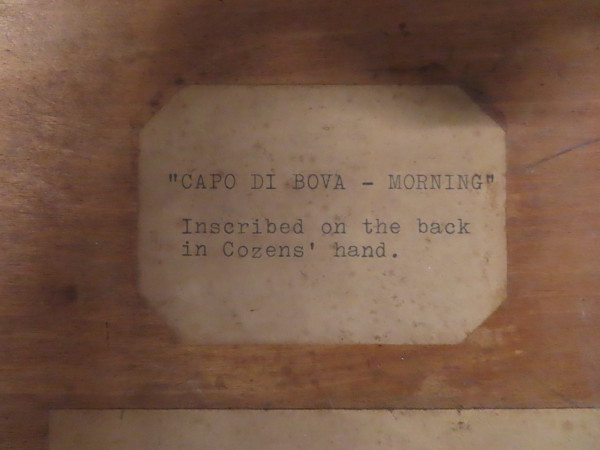 "CAPO DI BOVA - MORNING"
Inscribed on the back
in Cozens' hand.